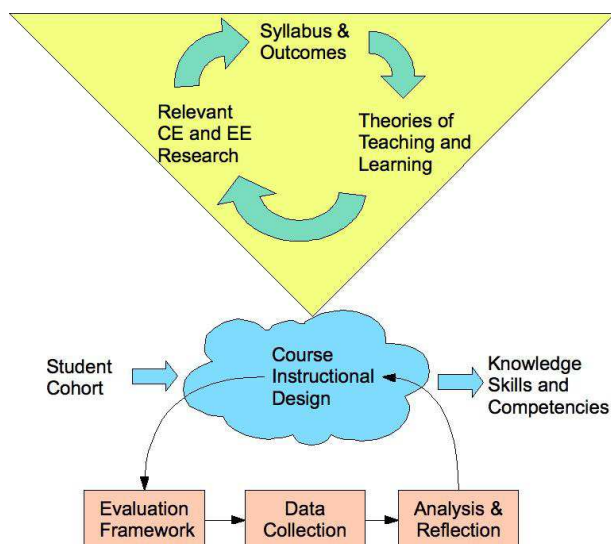 Syllabus &
Outcomes
Relevant
CE and EE
Research
Theories of
Teaching and
Learning
Student
Cohort
Course
Instructional
Design
Knowledge
Skills and
Competencies
Evaluation
Framework
Data
Collection
Analysis &
Reflection